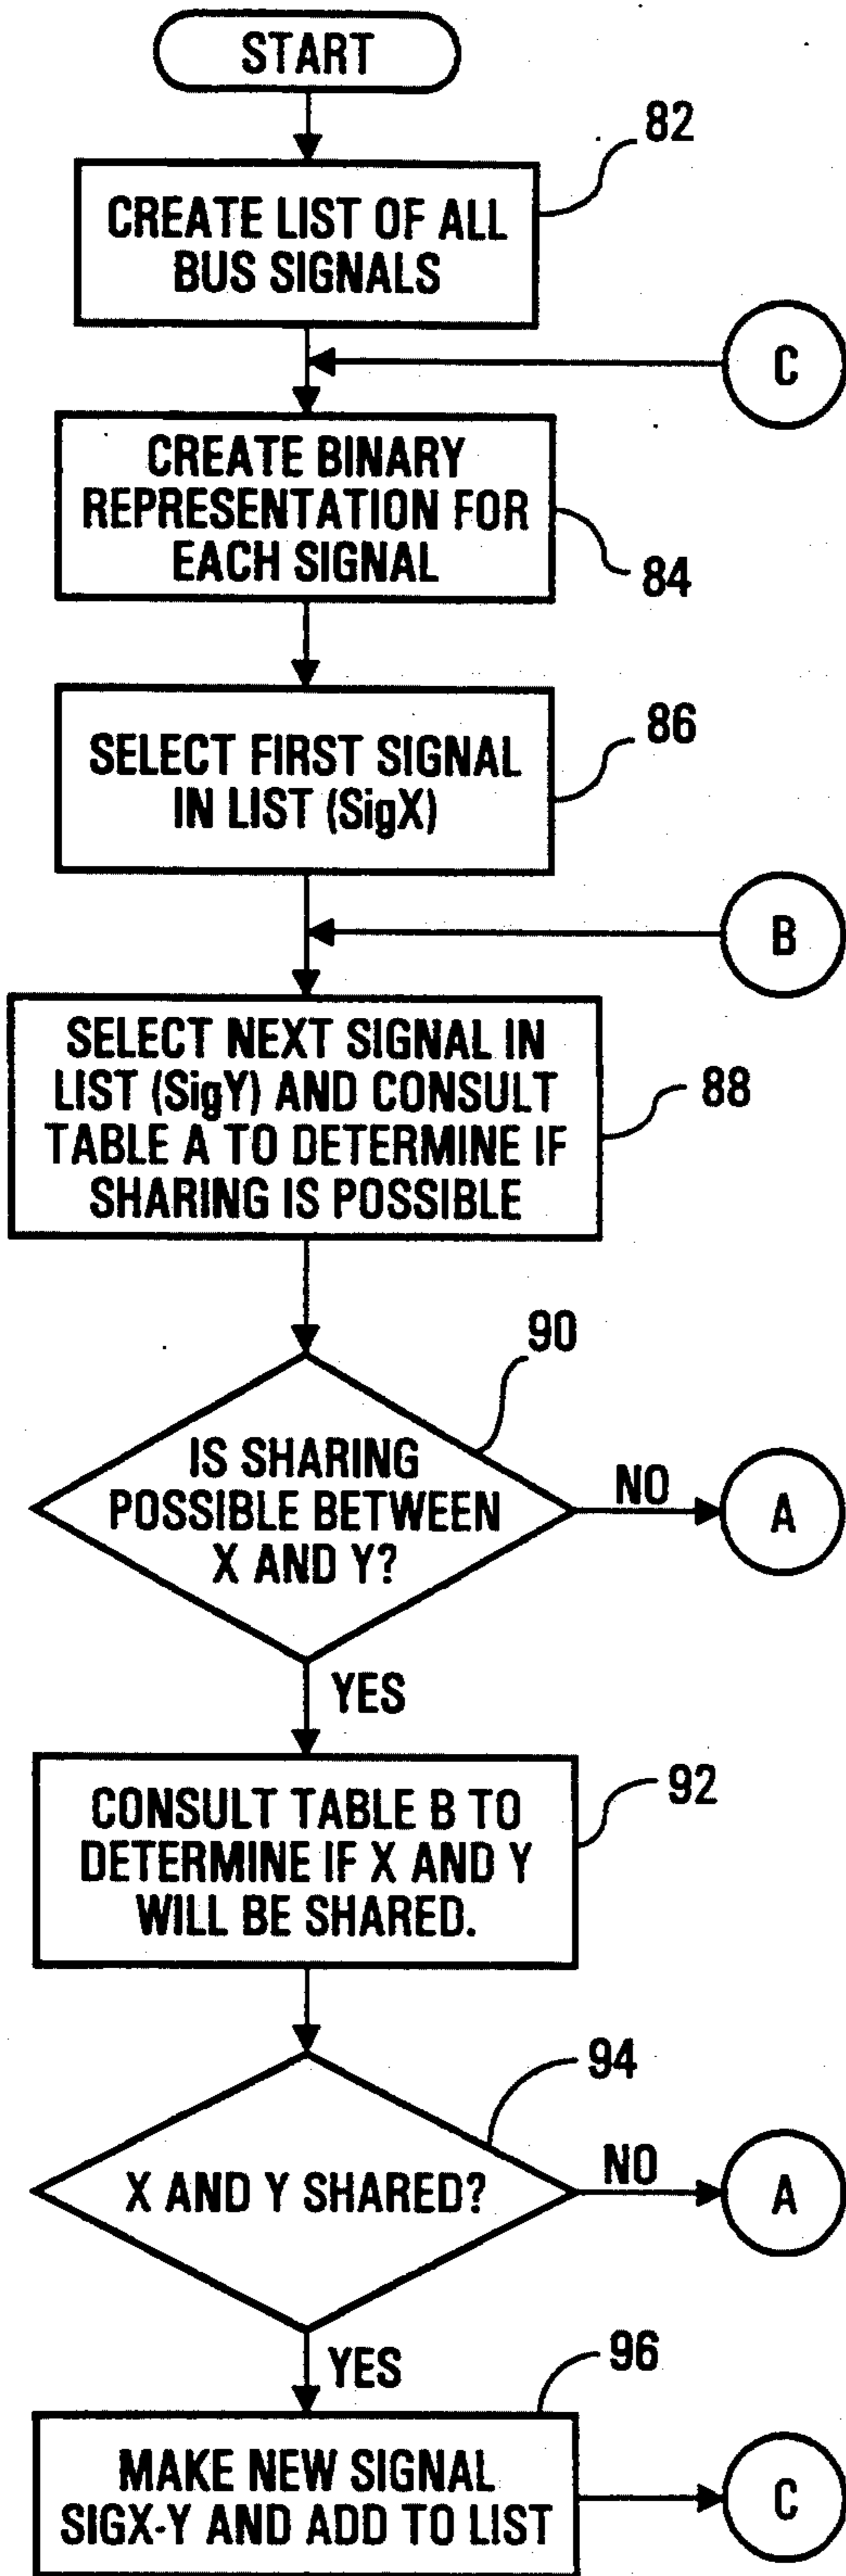 START
82
CREATE LIST OF ALL
BUS SIGNALS
C
CREATE BINARY
REPRESENTATION FOR
EACH SIGNAL
84
86
SELECT FIRST SIGNAL
IN LIST (SigX)
B
SELECT NEXT SIGNAL IN
LIST (SigY) AND CONSULT
TABLE A TO DETERMINE IF
SHARING IS POSSIBLE
88
90
IS SHARING
POSSIBLE BETWEEN
X AND Y?
NO
A
YES
CONSULT TABLE B TO
DETERMINE IF X AND Y
WILL BE SHARED.
92
94
X AND Y SHARED?
NO
A
YES
96
MAKE NEW SIGNAL
SIGX-Y AND ADD TO LIST
C